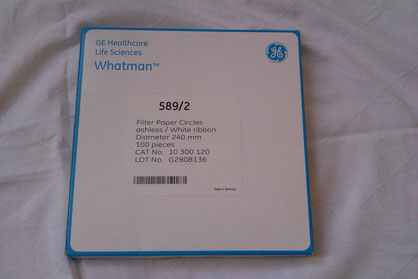 GE Healthcare
Life Sciences
Whatman™
589/2
Filter Paper Circles
ashless / White ribbon
Diameter 240 mm
100 pieces
CAT No. 10 300 120
LOT No. G2808136
Made in Germany